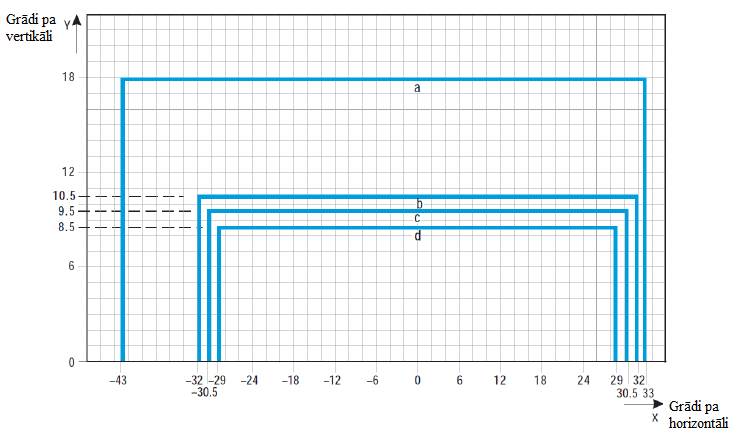 Grādi pa
vertikāli
Y
18
a
12
10.5
b
9.5
c
8.5
d
6
0
–43 –32 –29 –24 –18 –12 –6 0 6 12 18 24 29 32
–30.5 30.5 33
X
Grādi pa
horizontāli